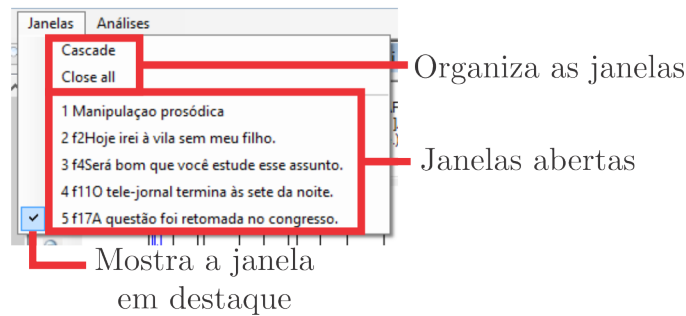 Janelas Análises
Cascade
Close all
Organiza as janelas
1 Manipulaçao prosódica
2 f2Hoje irei à vila sem meu filho.
3 f4Será bom que você estude esse assunto.
4 f11O tele-jornal termina às sete da noite.
5 f17A questão foi retomada no congresso.
Janelas abertas
Mostra a janela
em destaque